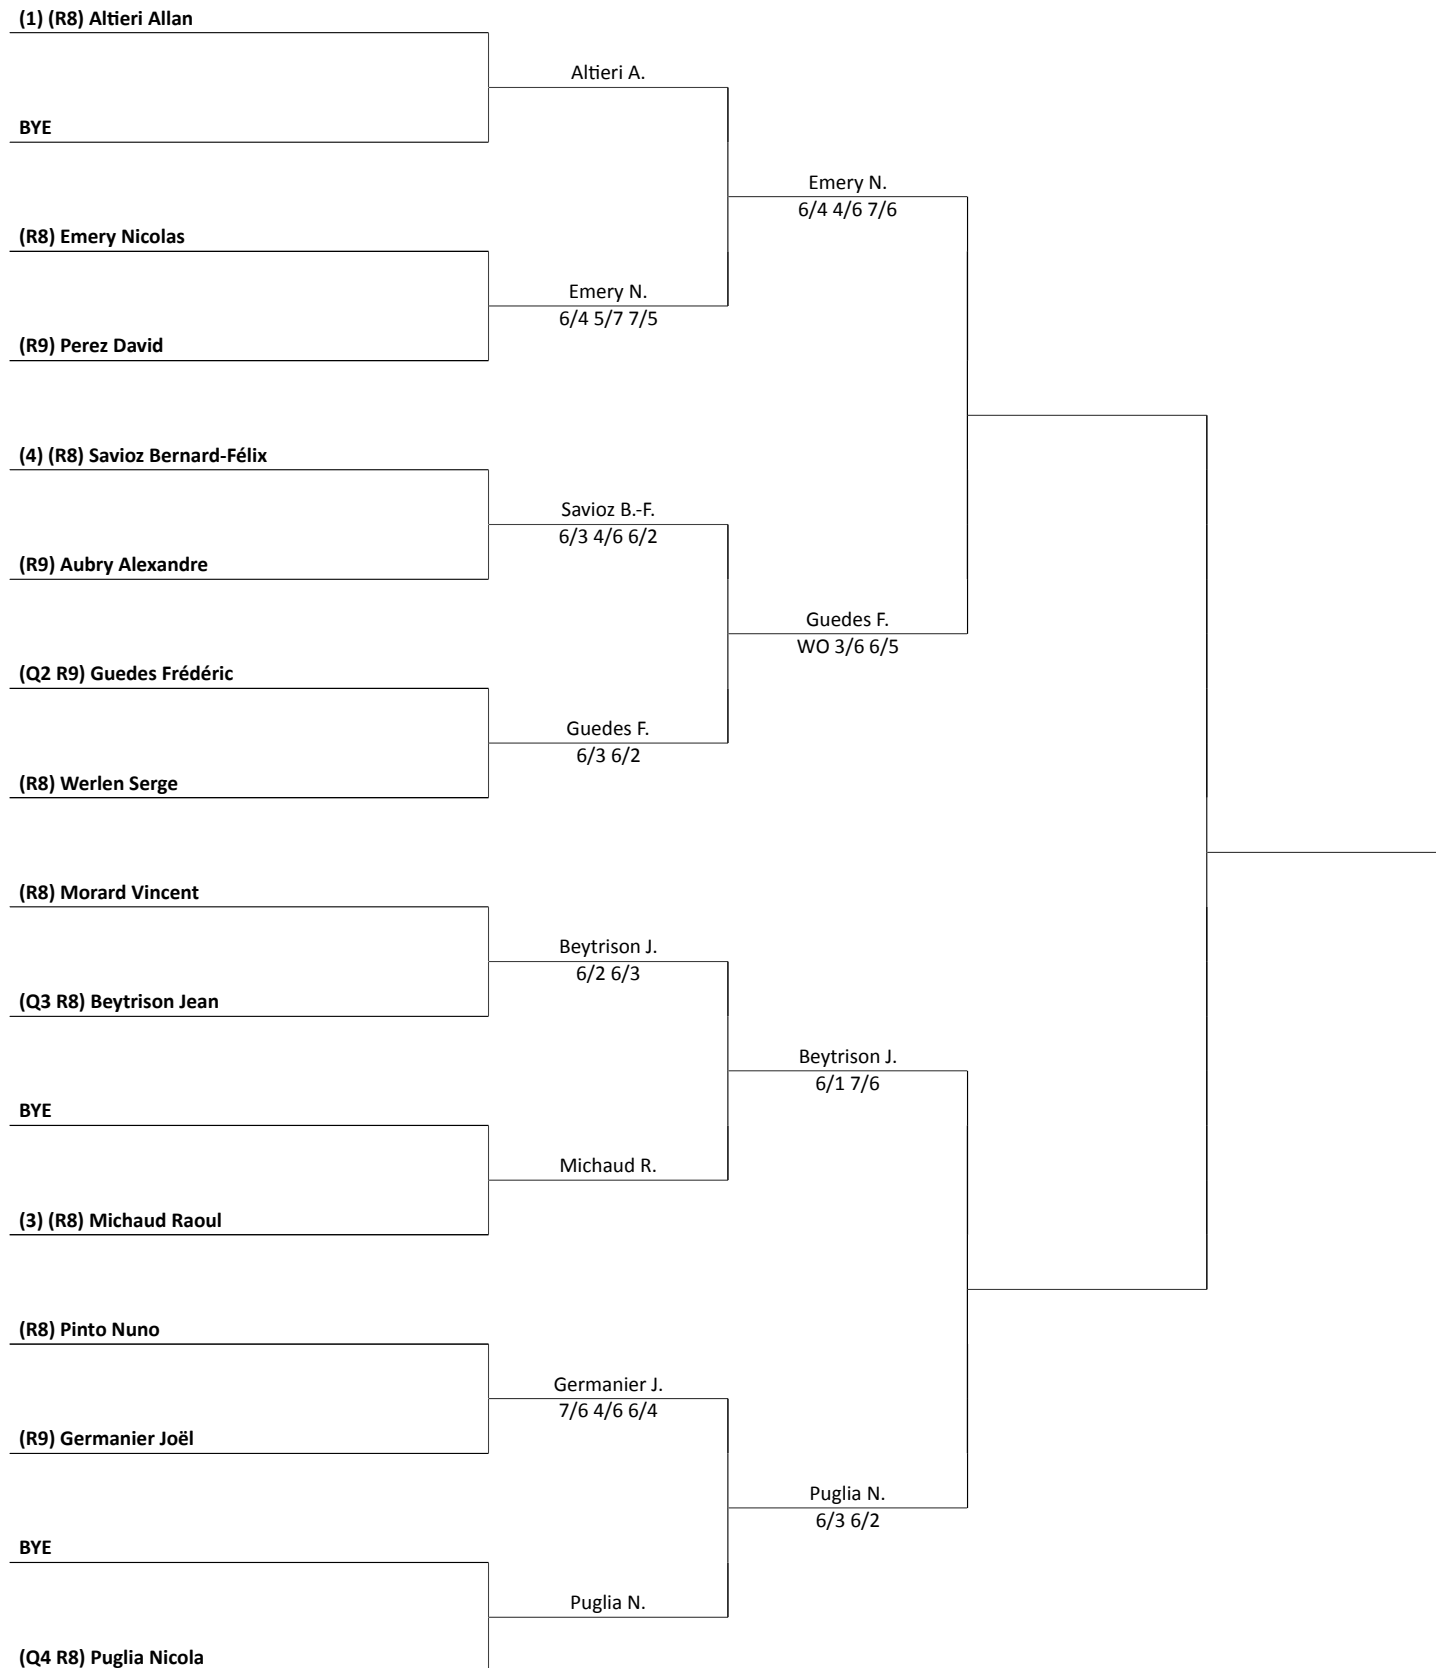 (1) (R8) Altieri Allan
Altieri A.
BYE
Emery N.
6/4 4/6 7/6
(R8) Emery Nicolas
Emery N.
6/4 5/7 7/5
(R9) Perez David
(4) (R8) Savioz Bernard-Félix
Savioz B.-F.
6/3 4/6 6/2
(R9) Aubry Alexandre
Guedes F.
WO 3/6 6/5
(Q2 R9) Guedes Frédéric
Guedes F.
6/3 6/2
(R8) Werlen Serge
(R8) Morard Vincent
Beytrison J.
6/2 6/3
(Q3 R8) Beytrison Jean
Beytrison J.
6/1 7/6
BYE
Michaud R.
(3) (R8) Michaud Raoul
(R8) Pinto Nuno
Germanier J.
7/6 4/6 6/4
(R9) Germanier Joël
Puglia N.
6/3 6/2
BYE
Puglia N.
(Q4 R8) Puglia Nicola